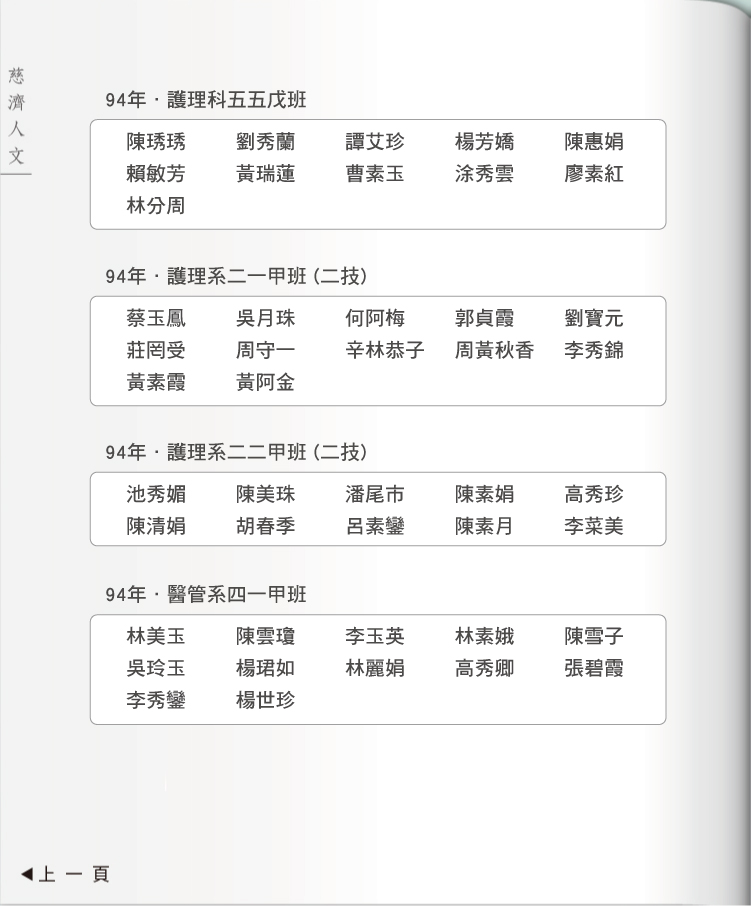 慈濟人文
94年‧護理科五五戊班
陳琇琇 劉秀蘭 譚艾珍 楊芳嬌 陳惠娟
賴敏芳 黃瑞蓮 曹素玉 涂秀雲 廖素紅
林分周
94年‧護理系二一甲班（二技）
蔡玉鳳 吳月珠 何阿梅 郭貞霞 劉寶元
莊罔受 周守一 辛林恭子 周黃秋香 李秀錦
黃素霞 黃阿金
94年‧護理系二二甲班（二技）
池秀媚 陳美珠 潘尾市 陳素娟 高秀珍
陳清娟 胡春季 呂素鑾 陳素月 李菜美
94年‧醫管系四一甲班
林美玉 陳雲瓊 李玉英 林素娥 陳雪子
吳玲玉 楊珺如 林麗娟 高秀卿 張碧霞
李秀鑾 楊世珍
◀上一頁